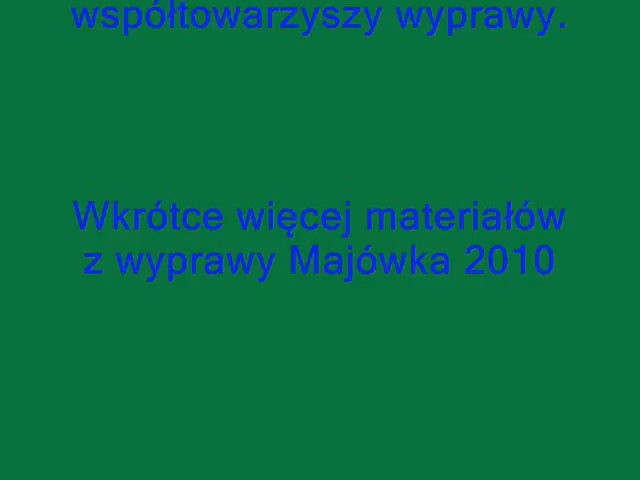 współtowarzyszy wyprawy.
Wkrótce więcej materiałów
z wyprawy Majówka 2010